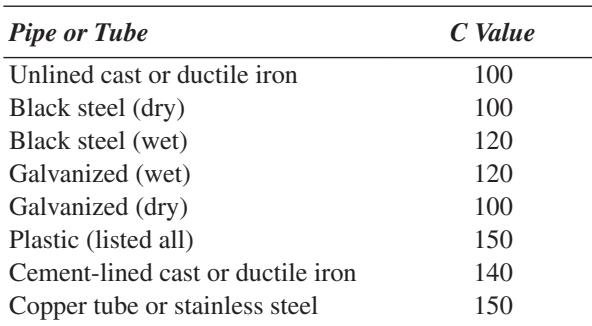 Pipe or Tube C Value
Unlined cast or ductile iron 100
Black steel (dry) 100
Black steel (wet) 120
Galvanized (wet) 120
Galvanized (dry) 100
Plastic (listed all) 150
Cement-lined cast or ductile iron 140
Copper tube or stainless steel 150